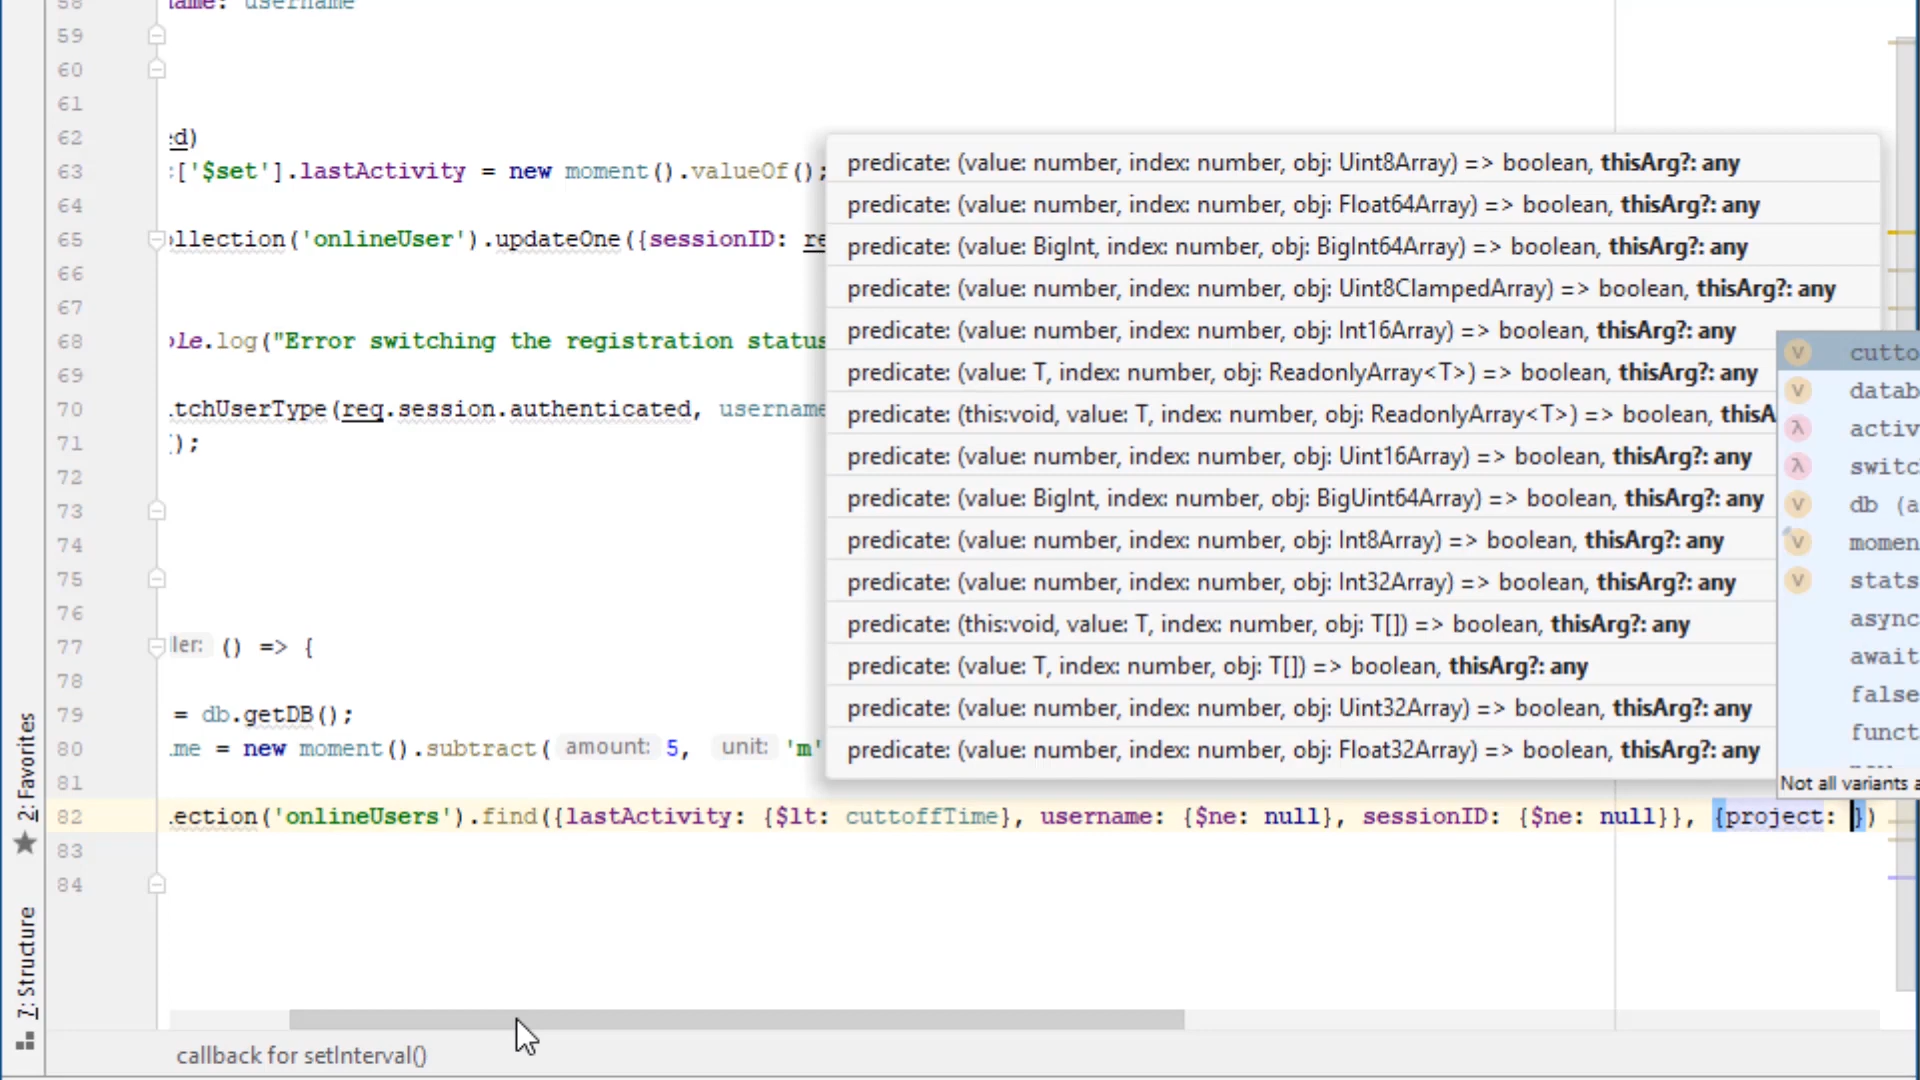 58 name: username
59
60
61
62 ed)
63 ['$set'].lastActivity = new moment().valueOf();
64
65 ollection('onlineUser').updateOne({sessionID: re
66
67
68 ole.log("Error switching the registration status
69
70 itchUserType(req.session.authenticated, username
71 );
72
73
74
75
76
77 ler: () => {
78
79 = db.getDB();
80 me = new moment().subtract( amount: 5, unit: 'm'
81
82 ection('onlineUsers').find({lastActivity: {$lt: cuttoffTime}, username: {$ne: null}, sessionID: {$ne: null}}, {project: })
83
84
predicate: (value: number, index: number, obj: Uint8Array) => boolean, thisArg?: any
predicate: (value: number, index: number, obj: Float64Array) => boolean, thisArg?: any
predicate: (value: BigInt, index: number, obj: BigInt64Array) => boolean, thisArg?: any
predicate: (value: number, index: number, obj: Uint8ClampedArray) => boolean, thisArg?: any
predicate: (value: number, index: number, obj: Int16Array) => boolean, thisArg?: any
predicate: (value: T, index: number, obj: ReadonlyArray<T>) => boolean, thisArg?: any
predicate: (this:void, value: T, index: number, obj: ReadonlyArray<T>) => boolean, thisA
predicate: (value: number, index: number, obj: Uint16Array) => boolean, thisArg?: any
predicate: (value: BigInt, index: number, obj: BigUint64Array) => boolean, thisArg?: any
predicate: (value: number, index: number, obj: Int8Array) => boolean, thisArg?: any
predicate: (value: number, index: number, obj: Int32Array) => boolean, thisArg?: any
predicate: (this:void, value: T, index: number, obj: T[]) => boolean, thisArg?: any
predicate: (value: T, index: number, obj: T[]) => boolean, thisArg?: any
predicate: (value: number, index: number, obj: Uint32Array) => boolean, thisArg?: any
predicate: (value: number, index: number, obj: Float32Array) => boolean, thisArg?: any
v cutto
v datab
λ activ
λ switc
v db (a
v momen
v stats
async
await
false
funct
Not all variants a
2: Favorites
7: Structure
callback for setInterval()